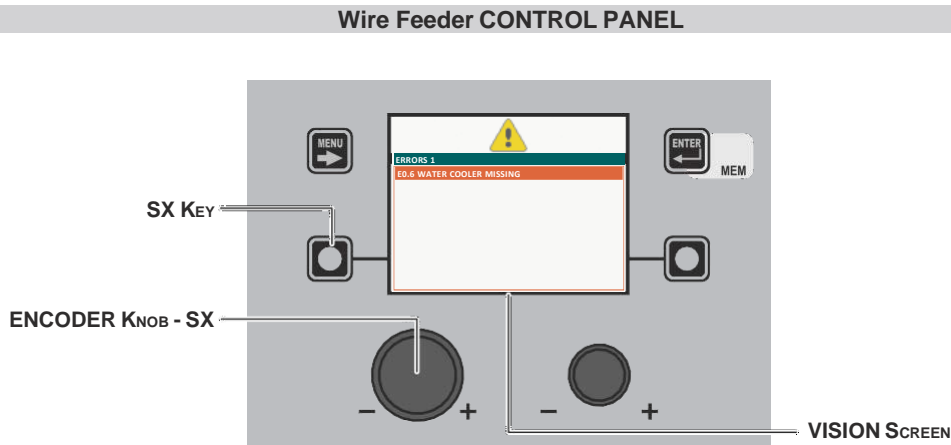 Wire Feeder CONTROL PANEL
MENU
ENTER
MEM
ERRORS 1
E0.6 WATER COOLER MISSING
SX KEY
ENCODER KNOB - SX
- +
- +
VISION SCREEN